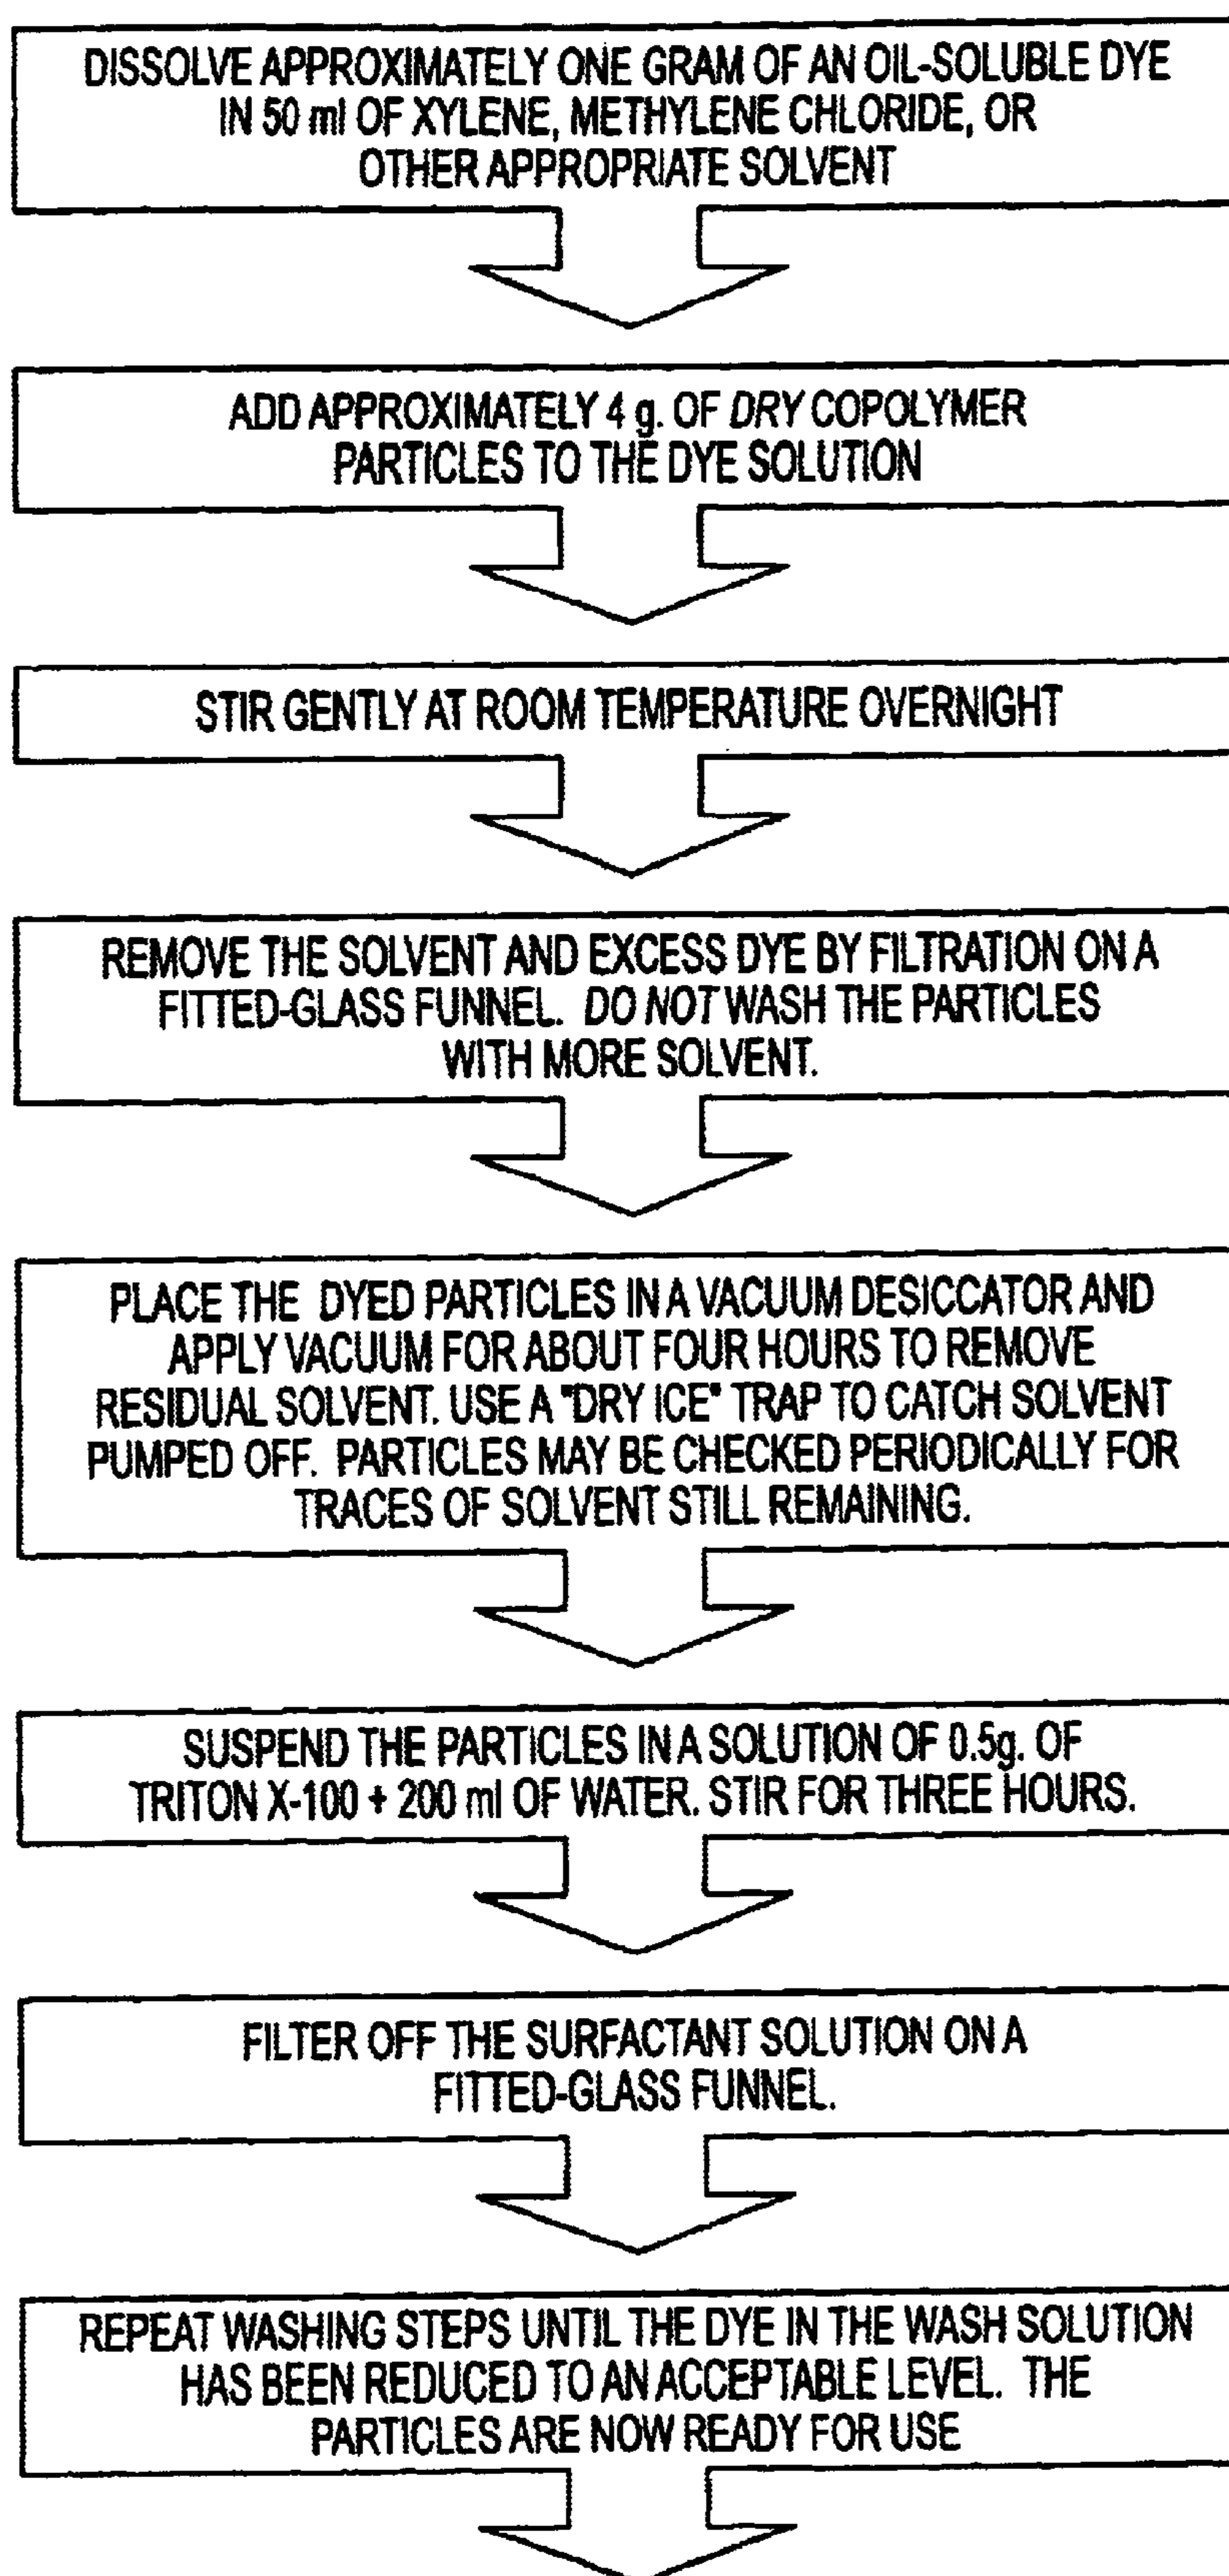 DISSOLVE APPROXIMATELY ONE GRAM OF AN OIL-SOLUBLE DYE
IN 50 ml OF XYLENE, METHYLENE CHLORIDE, OR
OTHER APPROPRIATE SOLVENT
ADD APPROXIMATELY 4 g. OF DRY COPOLYMER
PARTICLES TO THE DYE SOLUTION
STIR GENTLY AT ROOM TEMPERATURE OVERNIGHT
REMOVE THE SOLVENT AND EXCESS DYE BY FILTRATION ON A
FITTED-GLASS FUNNEL. DO NOT WASH THE PARTICLES
WITH MORE SOLVENT.
PLACE THE DYED PARTICLES IN A VACUUM DESICCATOR AND
APPLY VACUUM FOR ABOUT FOUR HOURS TO REMOVE
RESIDUAL SOLVENT. USE A "DRY ICE" TRAP TO CATCH SOLVENT
PUMPED OFF. PARTICLES MAY BE CHECKED PERIODICALLY FOR
TRACES OF SOLVENT STILL REMAINING.
SUSPEND THE PARTICLES IN A SOLUTION OF 0.5g. OF
TRITON X-100 + 200 ml OF WATER. STIR FOR THREE HOURS.
FILTER OFF THE SURFACTANT SOLUTION ON A
FITTED-GLASS FUNNEL.
REPEAT WASHING STEPS UNTIL THE DYE IN THE WASH SOLUTION
HAS BEEN REDUCED TO AN ACCEPTABLE LEVEL. THE
PARTICLES ARE NOW READY FOR USE